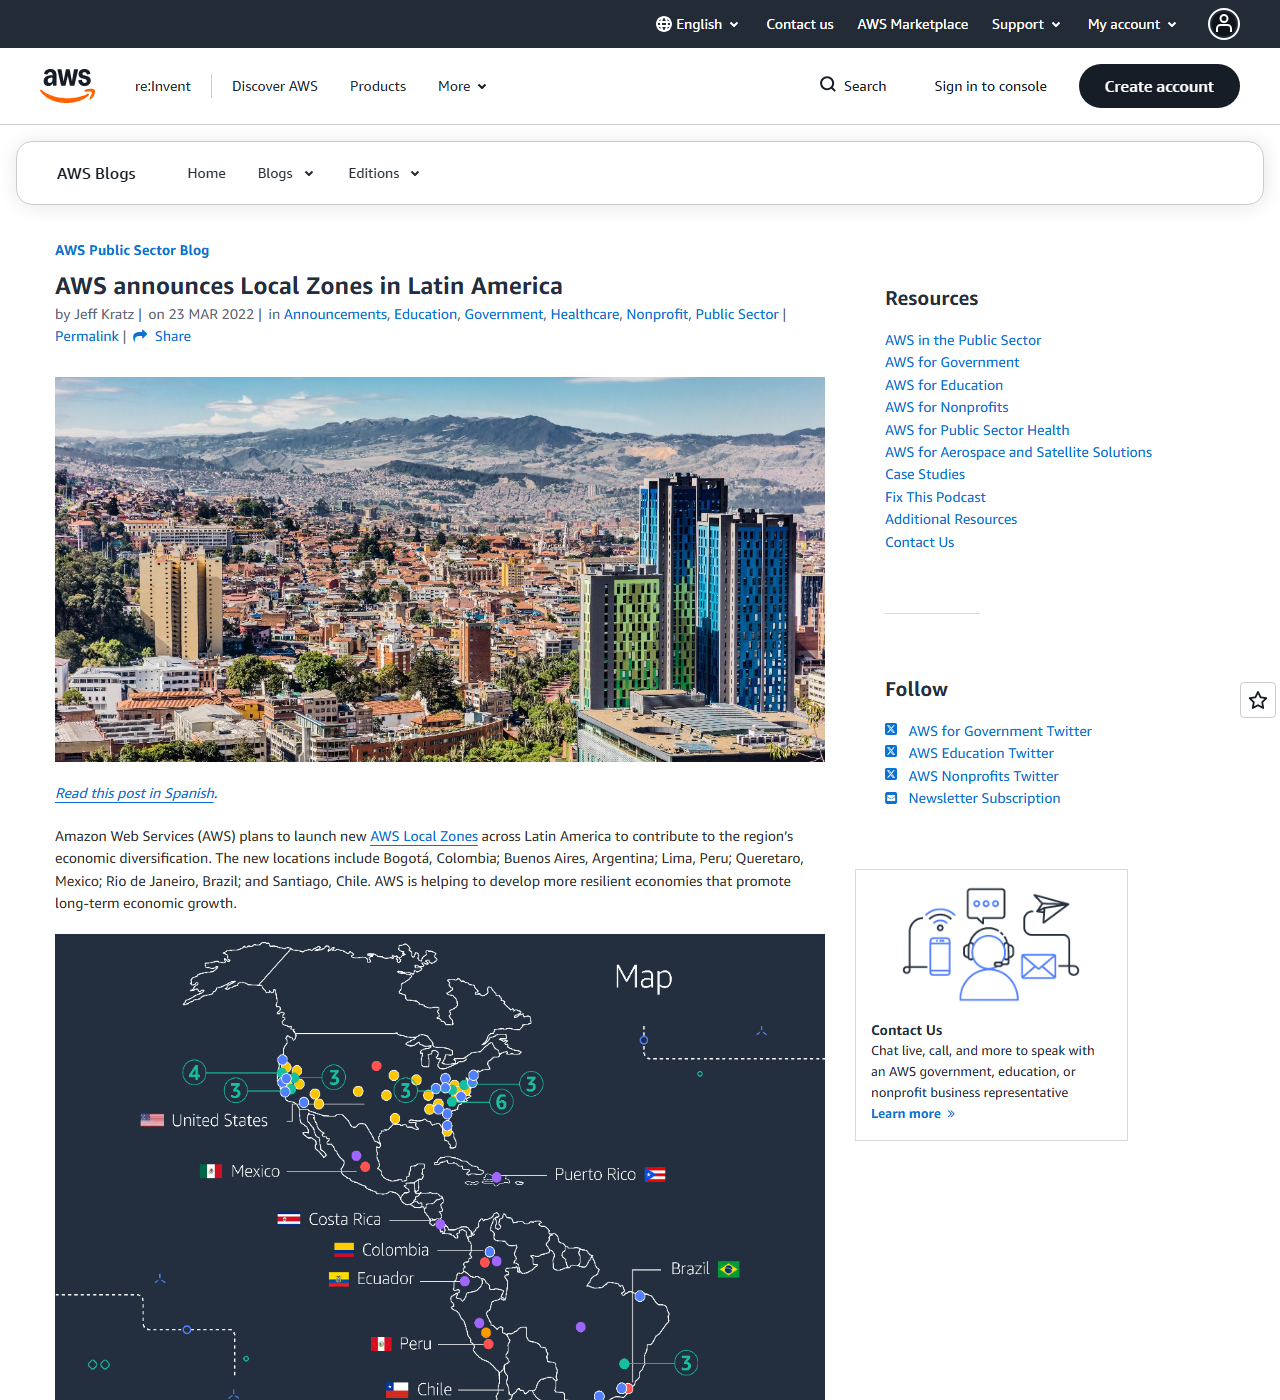 English
Contact us
AWS Marketplace
Support
My account
aws
re:Invent
Discover AWS
Products
More
Search
Sign in to console
Create account
AWS Blogs
Home
Blogs
Editions
AWS Public Sector Blog
AWS announces Local Zones in Latin America
by Jeff Kratz | on 23 MAR 2022 | in Announcements, Education, Government, Healthcare, Nonprofit, Public Sector |
Permalink | Share
Read this post in Spanish.
Amazon Web Services (AWS) plans to launch new AWS Local Zones across Latin America to contribute to the region's
economic diversification. The new locations include Bogotá, Colombia; Buenos Aires, Argentina; Lima, Peru; Queretaro,
Mexico; Rio de Janeiro, Brazil; and Santiago, Chile. AWS is helping to develop more resilient economies that promote
long-term economic growth.
Map
4
3
3
3
3
6
United States
Mexico
Puerto Rico
Costa Rica
Colombia
Brazil
Ecuador
Peru
3
Chile
Resources
AWS in the Public Sector
AWS for Government
AWS for Education
AWS for Nonprofits
AWS for Public Sector Health
AWS for Aerospace and Satellite Solutions
Case Studies
Fix This Podcast
Additional Resources
Contact Us
Follow
AWS for Government Twitter
AWS Education Twitter
AWS Nonprofits Twitter
Newsletter Subscription
Contact Us
Chat live, call, and more to speak with
an AWS government, education, or
nonprofit business representative
Learn more »